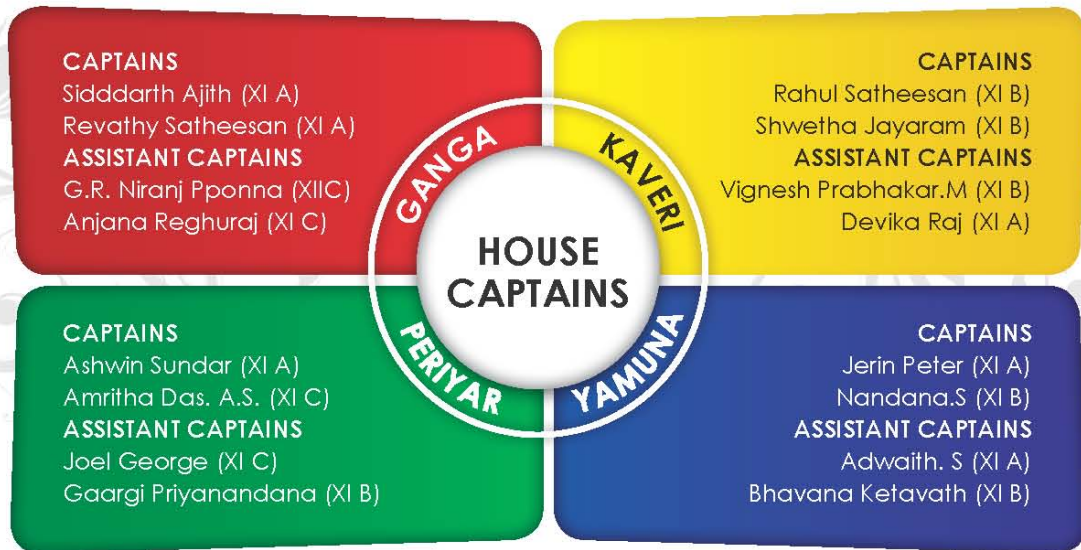 CAPTAINS
Sidddarth Ajith (XI A)
Revathy Satheesan (XI A)
ASSISTANT CAPTAINS
G.R. Niranj Pponna (XIIC)
Anjana Reghuraj (XI C)
GANGA
CAPTAINS
Rahul Satheesan (XI B)
Shwetha Jayaram (XI B)
ASSISTANT CAPTAINS
Vignesh Prabhakar.M (XI B)
Devika Raj (XI A)
KAVERI
HOUSE
CAPTAINS
CAPTAINS
Ashwin Sundar (XI A)
Amritha Das. A.S. (XI C)
ASSISTANT CAPTAINS
Joel George (XI C)
Gaargi Priyanandana (XI B)
PERIYAR
CAPTAINS
Jerin Peter (XI A)
Nandana.S (XI B)
ASSISTANT CAPTAINS
Adwaith. S (XI A)
Bhavana Ketavath (XI B)
YAMUNA